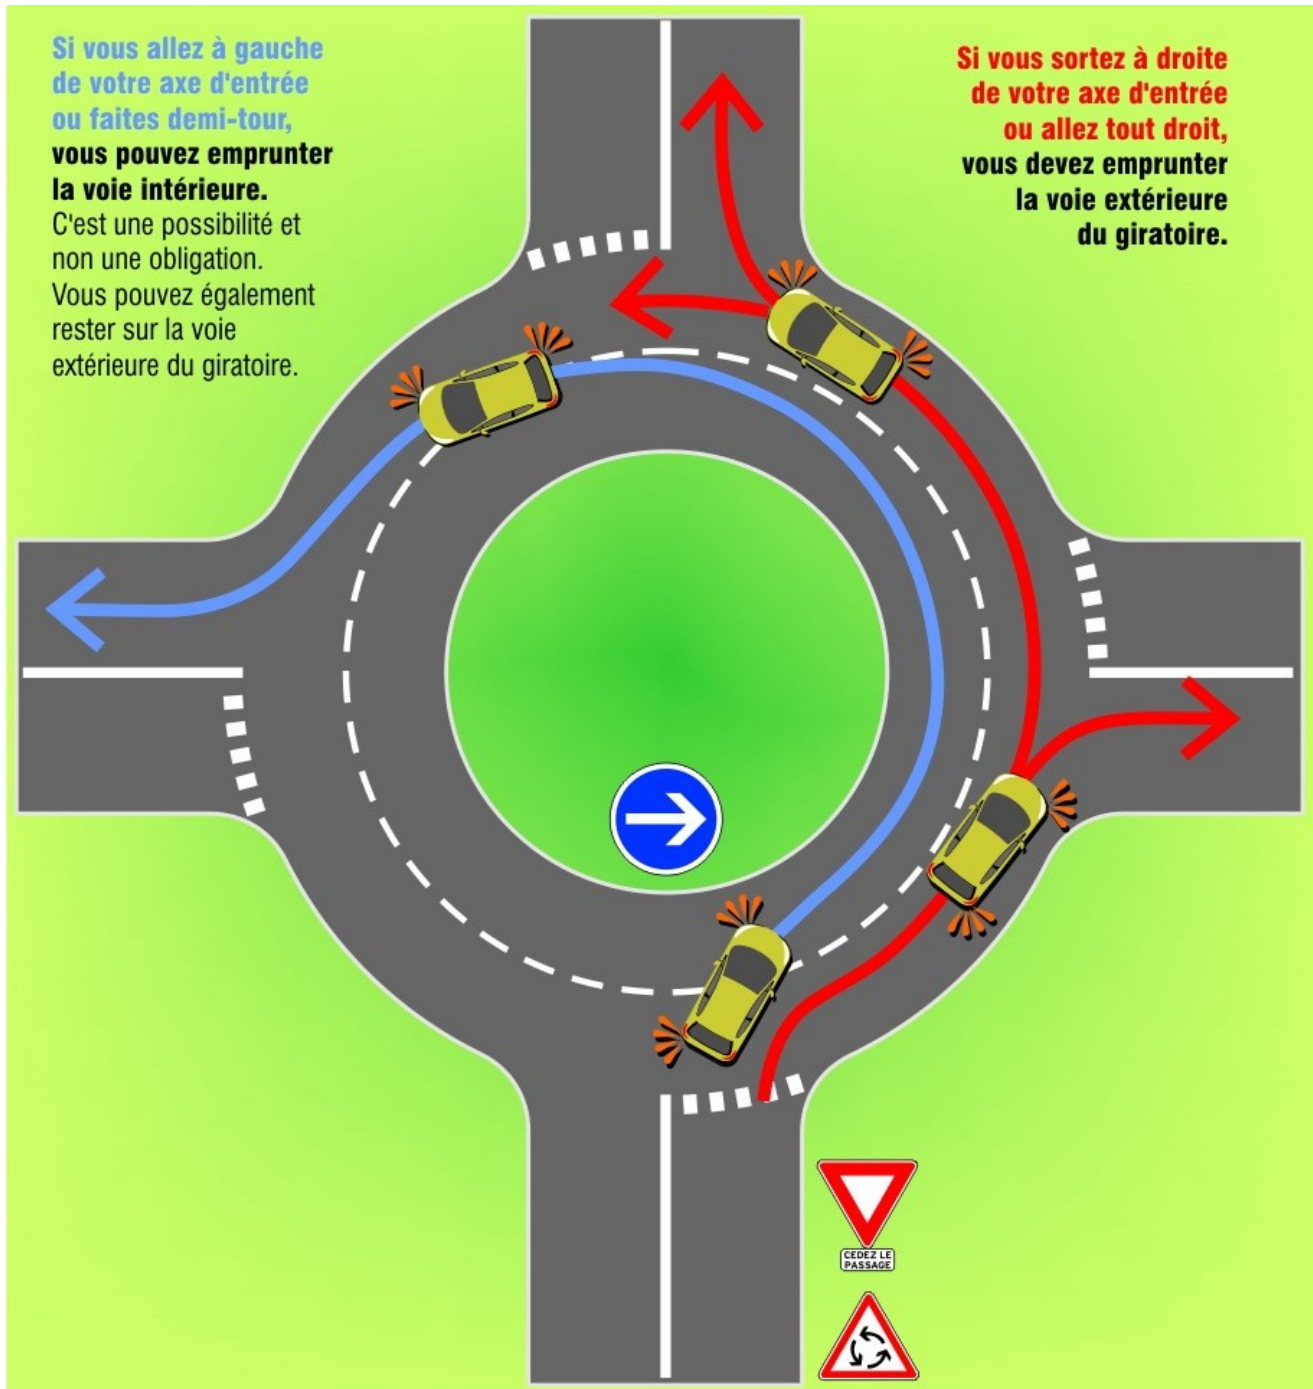 Si vous allez à gauche
de votre axe d'entrée
ou faites demi-tour,
vous pouvez emprunter
la voie intérieure.
C'est une possibilité et
non une obligation.
Vous pouvez également
rester sur la voie
extérieure du giratoire.
Si vous sortez à droite
de votre axe d'entrée
ou allez tout droit,
vous devez emprunter
la voie extérieure
du giratoire.
CEDEZ LE
PASSAGE